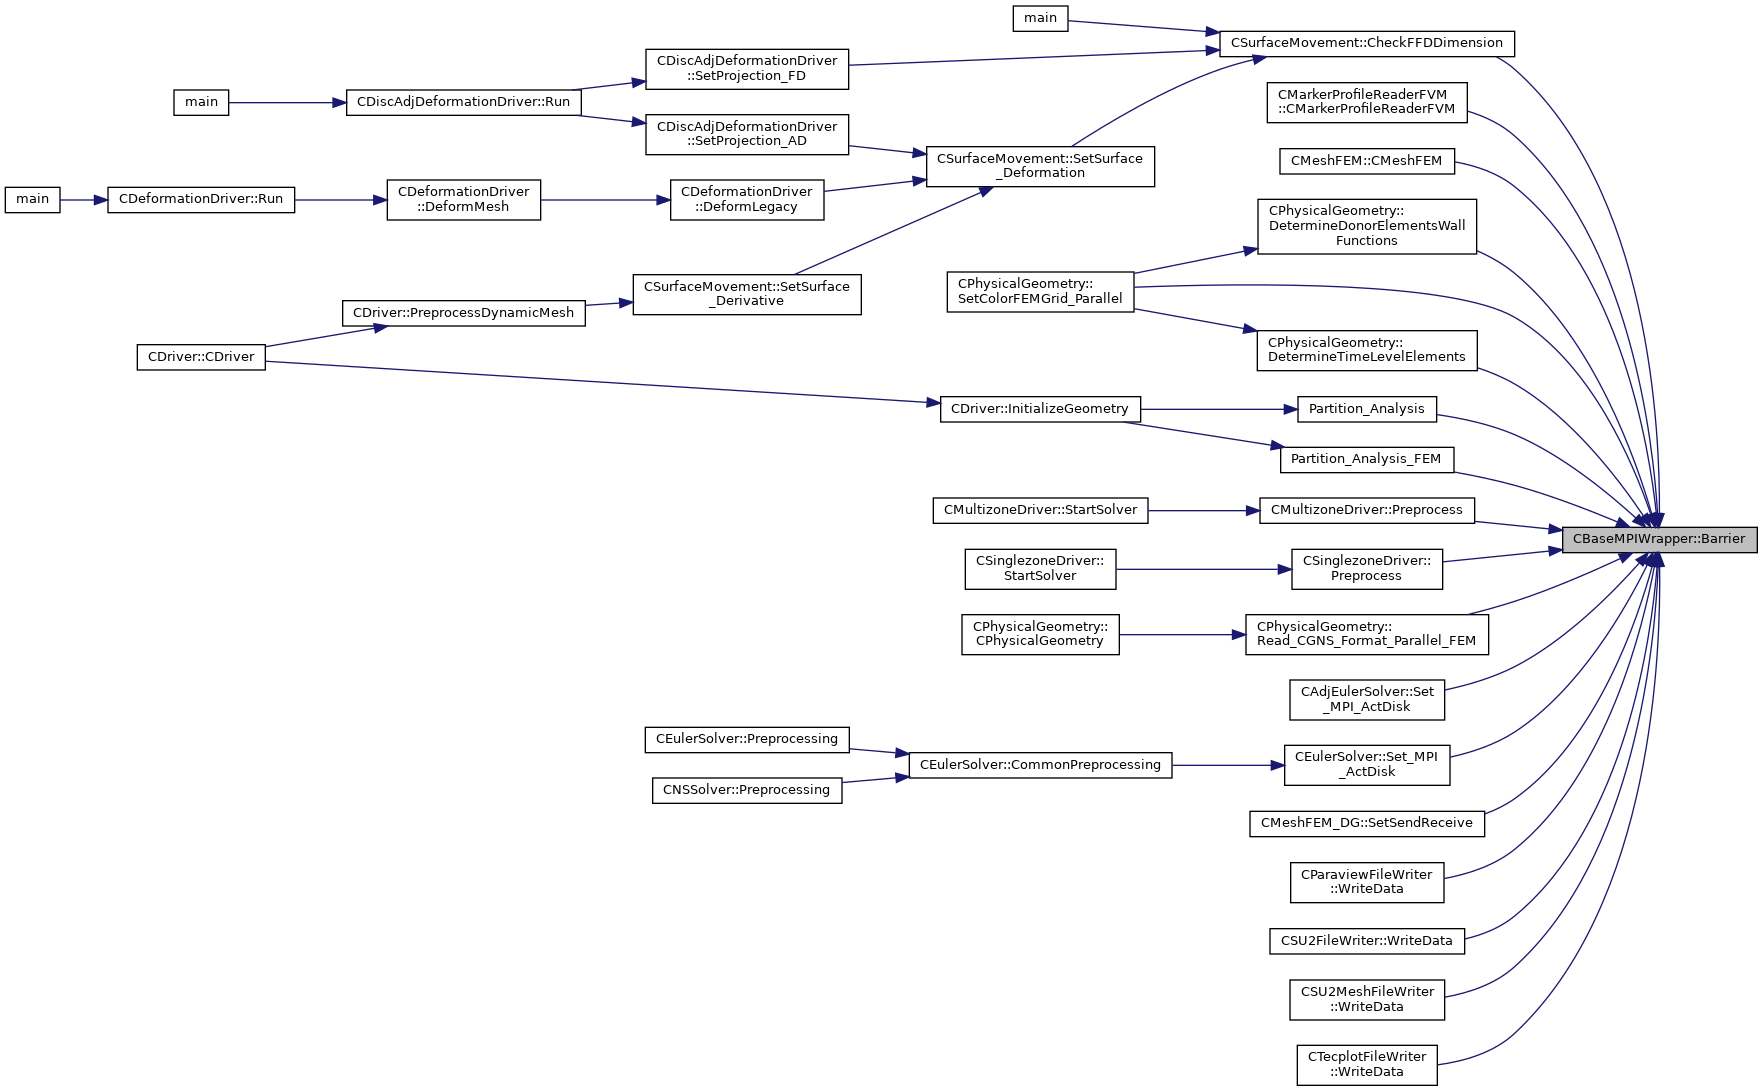 main
CSurfaceMovement::CheckFFDDimension
CDiscAdjDeformationDriver
::SetProjection_FD
main
CDiscAdjDeformationDriver::Run
CMarkerProfileReaderFVM
::CMarkerProfileReaderFVM
CDiscAdjDeformationDriver
::SetProjection_AD
CSurfaceMovement::SetSurface
_Deformation
CMeshFEM::CMeshFEM
main
CDeformationDriver::Run
CDeformationDriver
::DeformMesh
CDeformationDriver
::DeformLegacy
CPhysicalGeometry::
DetermineDonorElementsWall
Functions
CPhysicalGeometry::
SetColorFEMGrid_Parallel
CSurfaceMovement::SetSurface
_Derivative
CDriver::PreprocessDynamicMesh
CPhysicalGeometry::
DetermineTimeLevelElements
CDriver::CDriver
CDriver::InitializeGeometry
Partition_Analysis
Partition_Analysis_FEM
CMultizoneDriver::StartSolver
CMultizoneDriver::Preprocess
CBaseMPIWrapper::Barrier
CSinglezoneDriver::
StartSolver
CSinglezoneDriver::
Preprocess
CPhysicalGeometry::
CPhysicalGeometry
CPhysicalGeometry::
Read_CGNS_Format_Parallel_FEM
CAdjEulerSolver::Set
_MPI_ActDisk
CEulerSolver::Preprocessing
CEulerSolver::CommonPreprocessing
CEulerSolver::Set_MPI
_ActDisk
CNSSolver::Preprocessing
CMeshFEM_DG::SetSendReceive
CParaviewFileWriter
::WriteData
CSU2FileWriter::WriteData
CSU2MeshFileWriter
::WriteData
CTecplotFileWriter
::WriteData